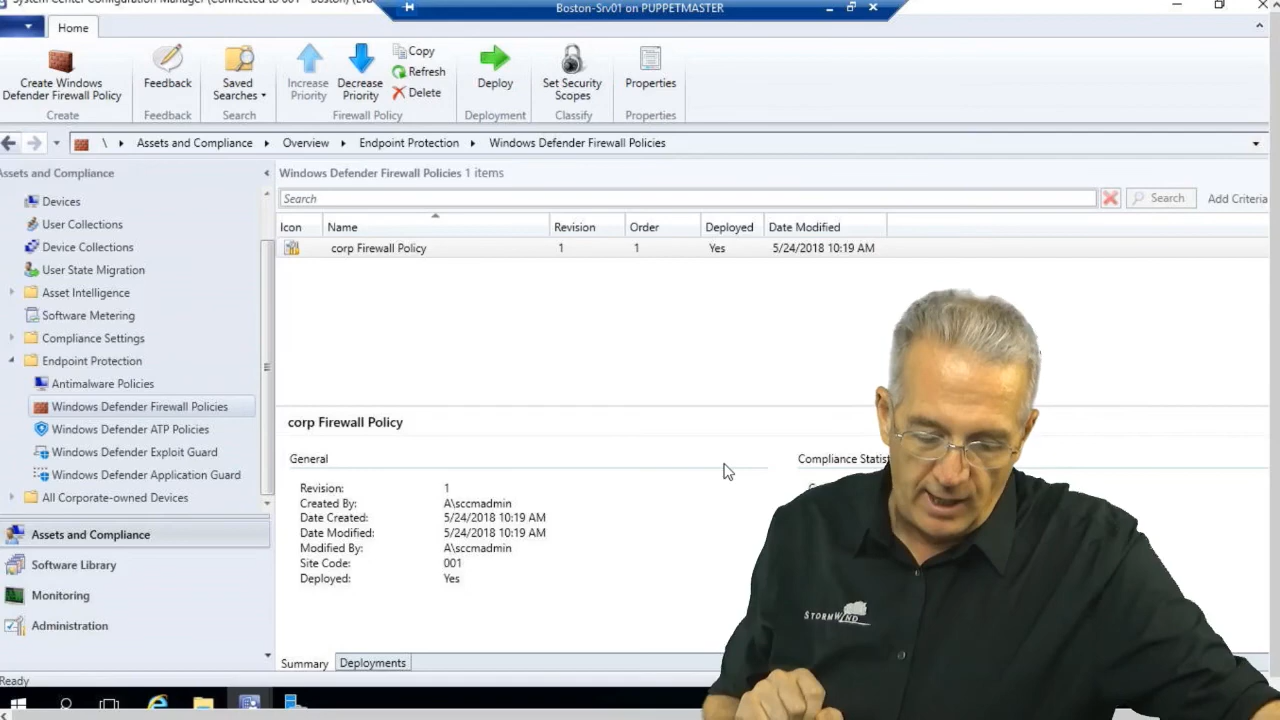 System Center Configuration Manager (Connected to 001 - Boston) (Eval
Boston-Srv01 on PUPPETMASTER
Home
Create Windows
Defender Firewall Policy
Feedback
Saved
Searches
Increase
Priority
Decrease
Priority
Copy
Refresh
Delete
Deploy
Set Security
Scopes
Properties
Create
Feedback
Search
Firewall Policy
Deployment
Classify
Properties
\ Assets and Compliance Overview Endpoint Protection Windows Defender Firewall Policies
Assets and Compliance
Devices
User Collections
Device Collections
User State Migration
Asset Intelligence
Software Metering
Compliance Settings
Endpoint Protection
Antimalware Policies
Windows Defender Firewall Policies
Windows Defender ATP Policies
Windows Defender Exploit Guard
Windows Defender Application Guard
All Corporate-owned Devices
Assets and Compliance
Software Library
Monitoring
Administration
Windows Defender Firewall Policies 1 items
Search
Search
Add Criteria
Icon Name Revision Order Deployed Date Modified
corp Firewall Policy 1 1 Yes 5/24/2018 10:19 AM
corp Firewall Policy
General
Compliance Statis
Revision: 1
Created By: A\sccmadmin
Date Created: 5/24/2018 10:19 AM
Date Modified: 5/24/2018 10:19 AM
Modified By: A\sccmadmin
Site Code: 001
Deployed: Yes
Summary Deployments
Ready
STORMWIND